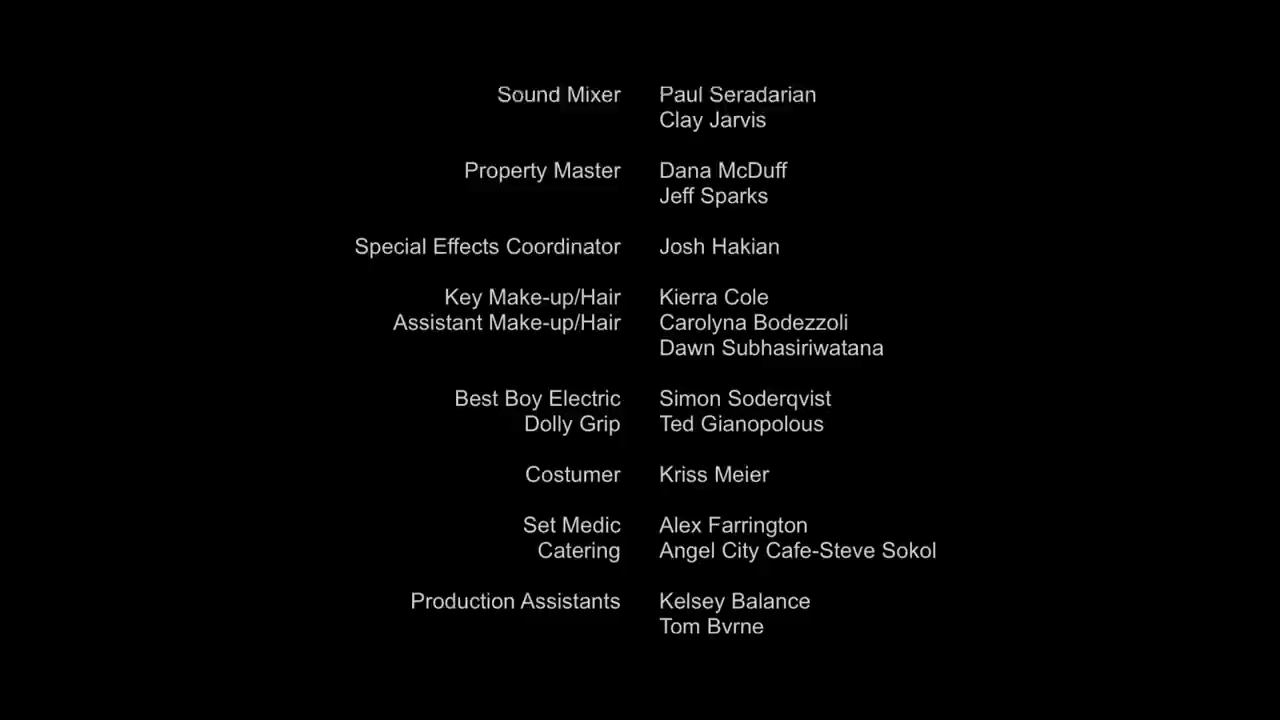 Sound Mixer Paul Seradarian
Clay Jarvis
Property Master Dana McDuff
Jeff Sparks
Special Effects Coordinator Josh Hakian
Key Make-up/Hair Kierra Cole
Assistant Make-up/Hair Carolyna Bodezzoli
Dawn Subhasiriwatana
Best Boy Electric Simon Soderqvist
Dolly Grip Ted Gianopolous
Costumer Kriss Meier
Set Medic Alex Farrington
Catering Angel City Cafe-Steve Sokol
Production Assistants Kelsey Balance
Tom Byrne